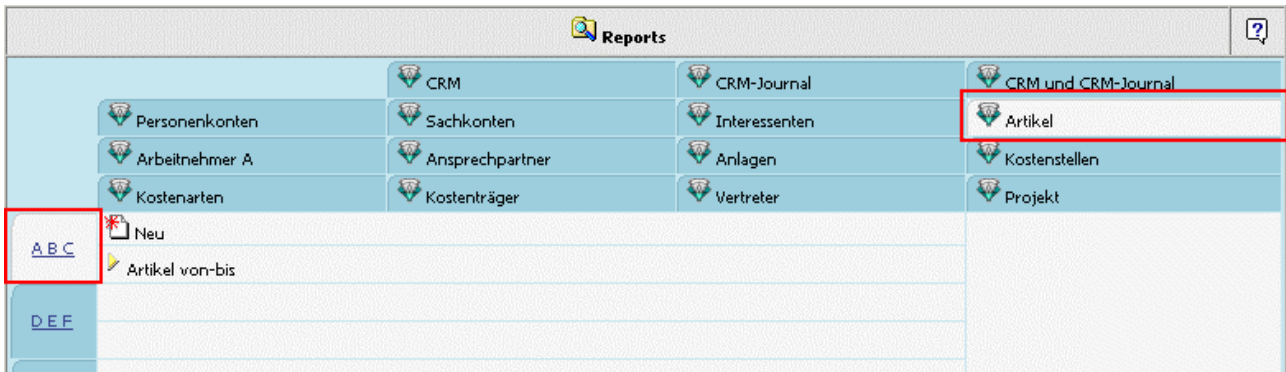 Reports
CRM CRM-Journal CRM und CRM-Journal
Personenkonten Sachkonten Interessenten Artikel
Arbeitnehmer A Ansprechpartner Anlagen Kostenstellen
Kostenarten Kostenträger Vertreter Projekt
A B C
Neu
Artikel von-bis
D E F